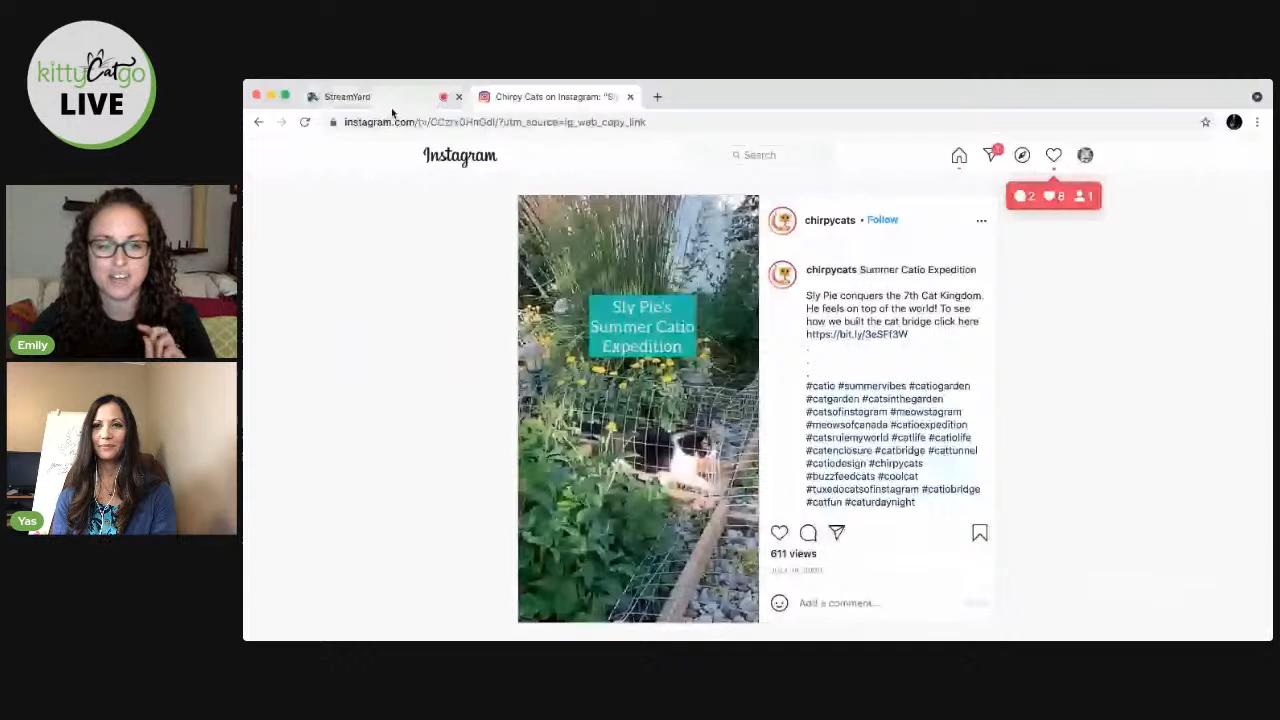 kittyCatgo
LIVE
StreamYard
Chirpy Cats on Instagram: "Sl
Instagram
Search
1
2 8 1
Emily
Yas
Sly Pie's
Summer Catio
Expedition
chirpycats • Follow
chirpycats Summer Catio Expedition
Sly Pie conquers the 7th Cat Kingdom.
He feels on top of the world! To see
how we built the cat bridge click here
https://bit.ly/3eSFf3W
.
.
.
#catio #summervibes #catiogarden
#catgarden #catsinthegarden
#catsofinstagram #meowstagram
#meowsofcanada #catioexpedition
#catsrulemyworld #catlife #catiolife
#catenclosure #catbridge #cattunnel
#catiodesign #chirpycats
#buzzfeedcats #coolcat
#tuxedocatsofinstagram #catiobridge
#catfun #caturdaynight
611 views
Add a comment...